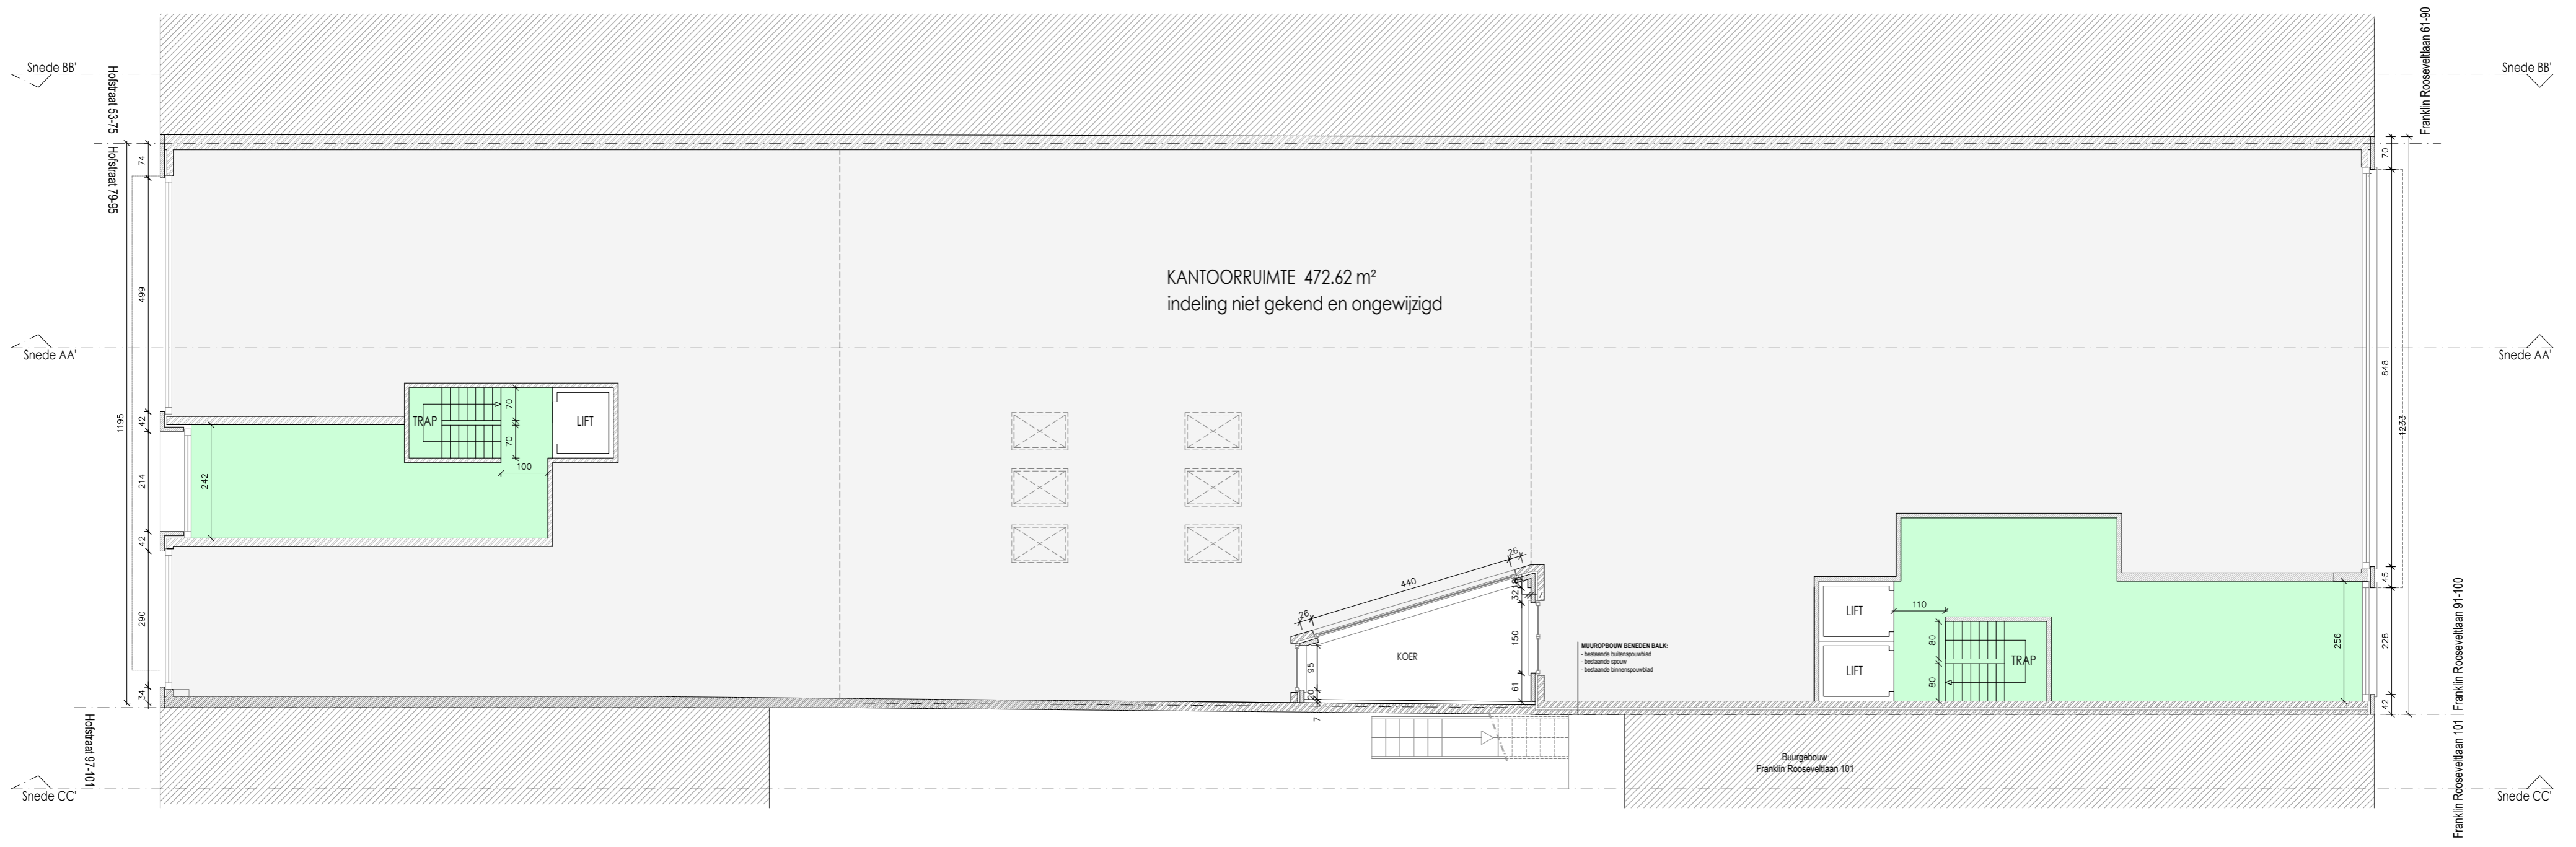 Snede BB'
Snede BB'
Hofstraat 53-75
Hofstraat 79-95
Franklin Rooseveltlaan 61-90
74
499
42
214
42
290
34
1195
KANTOORRUIMTE 472.62 m²
indeling niet gekend en ongewijzigd
Snede AA'
Snede AA'
TRAP
70
70
100
LIFT
242
70
848
45
228
42
1233
256
26
440
26
32
7
150
61
95
20
7
KOER
MUUROPBOUW BENEDEN BALK:
- bestaande buitenspouwblad
- bestaande spouw
- bestaande binnenspouwblad
LIFT
LIFT
110
80
80
TRAP
Franklin Rooseveltlaan 91-100
Franklin Rooseveltlaan 101
Buurgebouw
Franklin Rooseveltlaan 101
Hofstraat 97-101
Snede CC'
Snede CC'